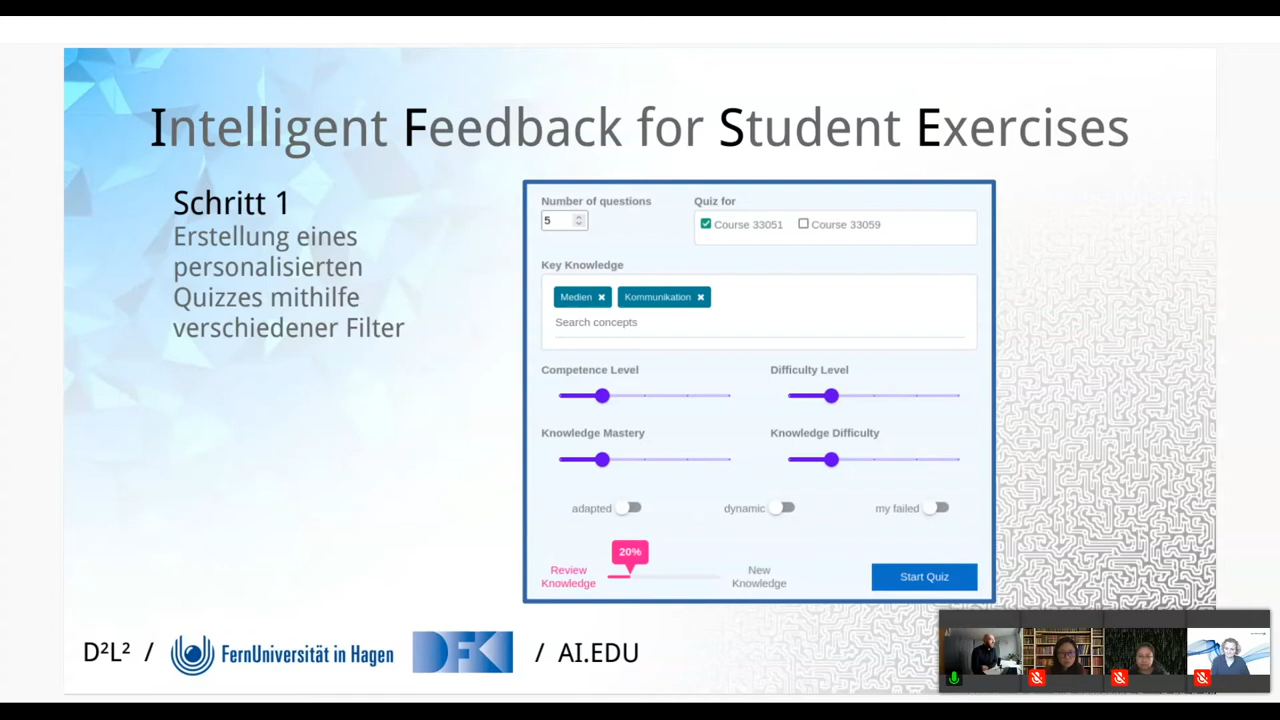 Intelligent Feedback for Student Exercises
Schritt 1
Erstellung eines
personalisierten
Quizzes mithilfe
verschiedener Filter
Number of questions
5
Quiz for
Course 33051
Course 33059
Key Knowledge
Medien ×
Kommunikation ×
Search concepts
Competence Level
Difficulty Level
Knowledge Mastery
Knowledge Difficulty
adapted
dynamic
my failed
20%
Review
Knowledge
New
Knowledge
Start Quiz
D²L² / FernUniversität in Hagen DFKI / AI.EDU